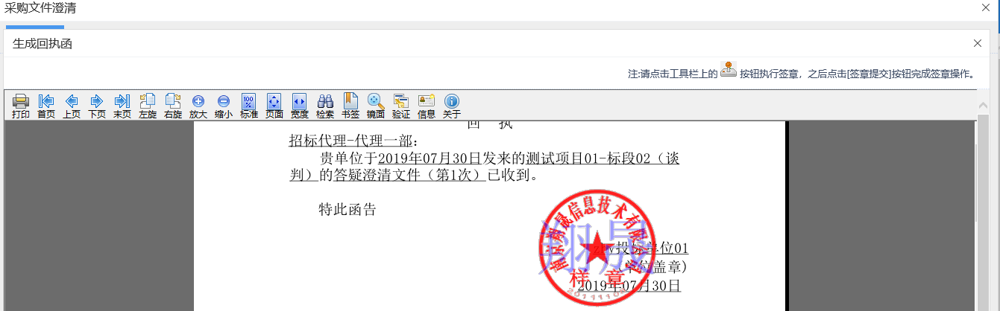 采购文件澄清
生成回执函
注:请点击工具栏上的 按钮执行签章，之后点击[签章提交]按钮完成签章操作。
打印 首页 上页 下页 末页 左旋 右旋 放大 缩小 标准 页面 宽度 检索 书签 镜面 验证 信息 关于
100%
回 执
招标代理-代理一部：
贵单位于2019年07月30日发来的测试项目01-标段02（谈
判）的答疑澄清文件（第1次）已收到。
特此函告
南京翔晟信息技术有限公司
翔晟
投标单位01
（单位盖章）
样章
2019年07月30日